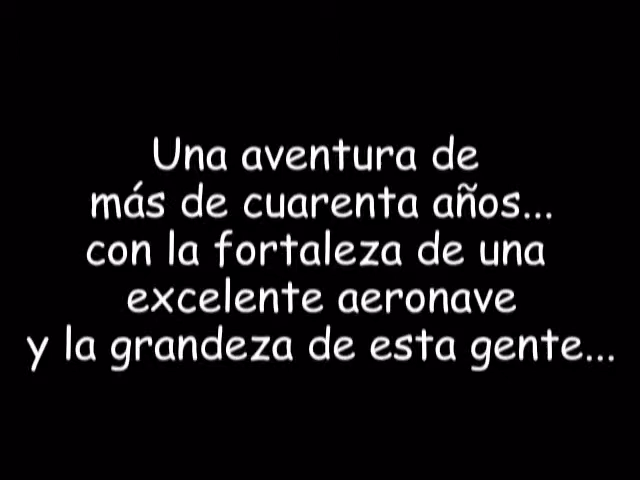 Una aventura de
más de cuarenta años...
con la fortaleza de una
excelente aeronave
y la grandeza de esta gente...